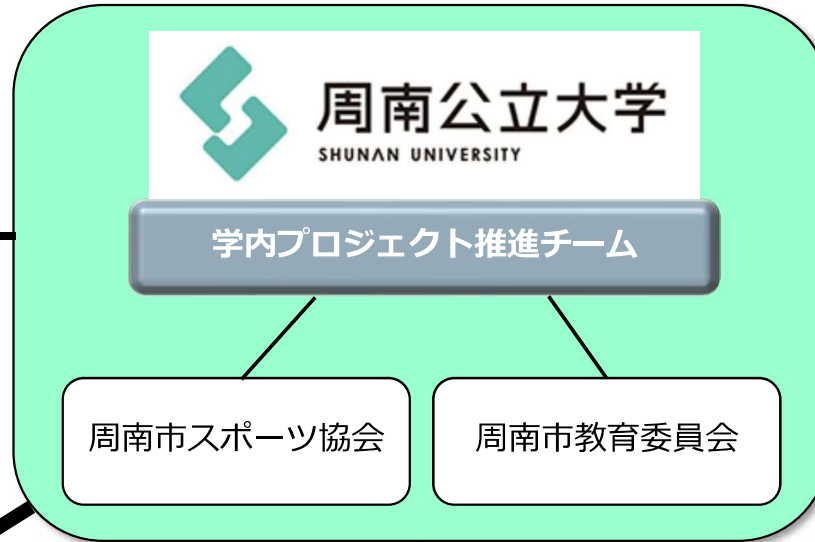 周南公立大学
SHUNAN UNIVERSITY
学内プロジェクト推進チーム
周南市スポーツ協会
周南市教育委員会